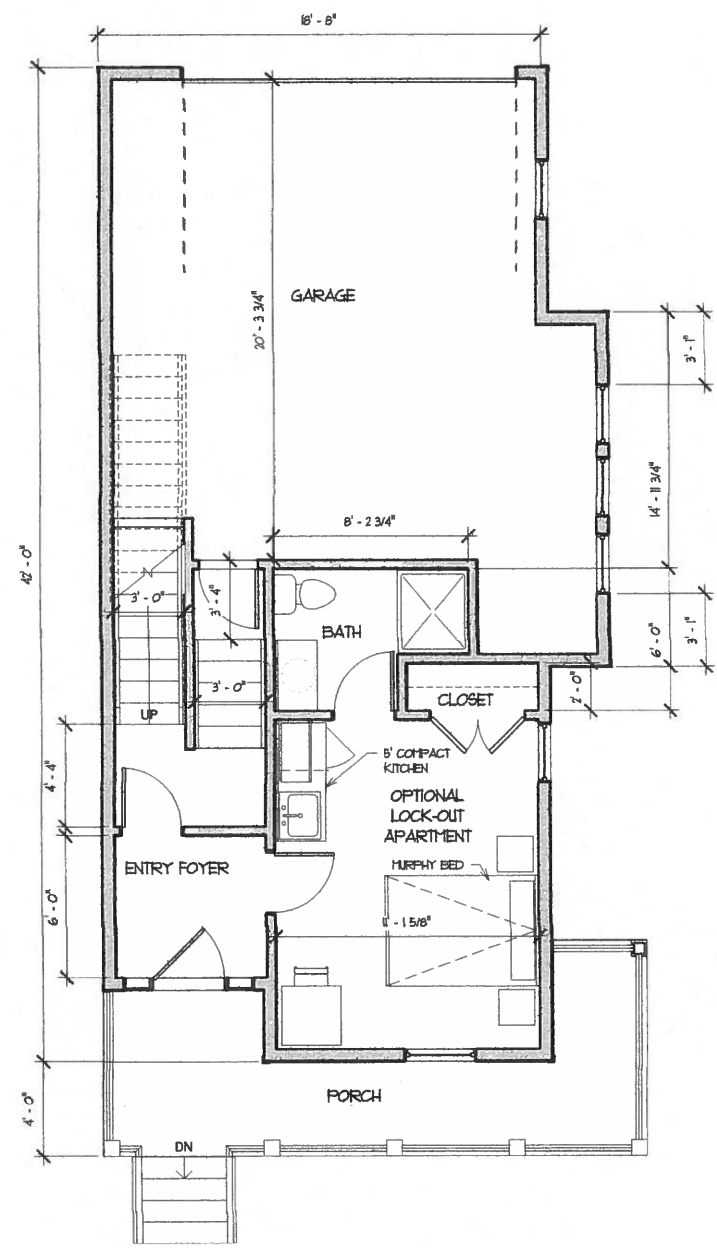 18' - 8"
GARAGE
20' - 3 3/4"
3' - 1"
14' - 11 3/4"
8' - 2 3/4"
42' - 0"
3' - 0"
3' - 4"
BATH
6' - 0"
3' - 1"
2' - 0"
3' - 0"
CLOSET
UP
4' - 4"
5' COMPACT
KITCHEN
OPTIONAL
LOCK-OUT
APARTMENT
MURPHY BED
ENTRY FOYER
6' - 0"
11' - 1 5/8"
PORCH
4' - 0"
DN